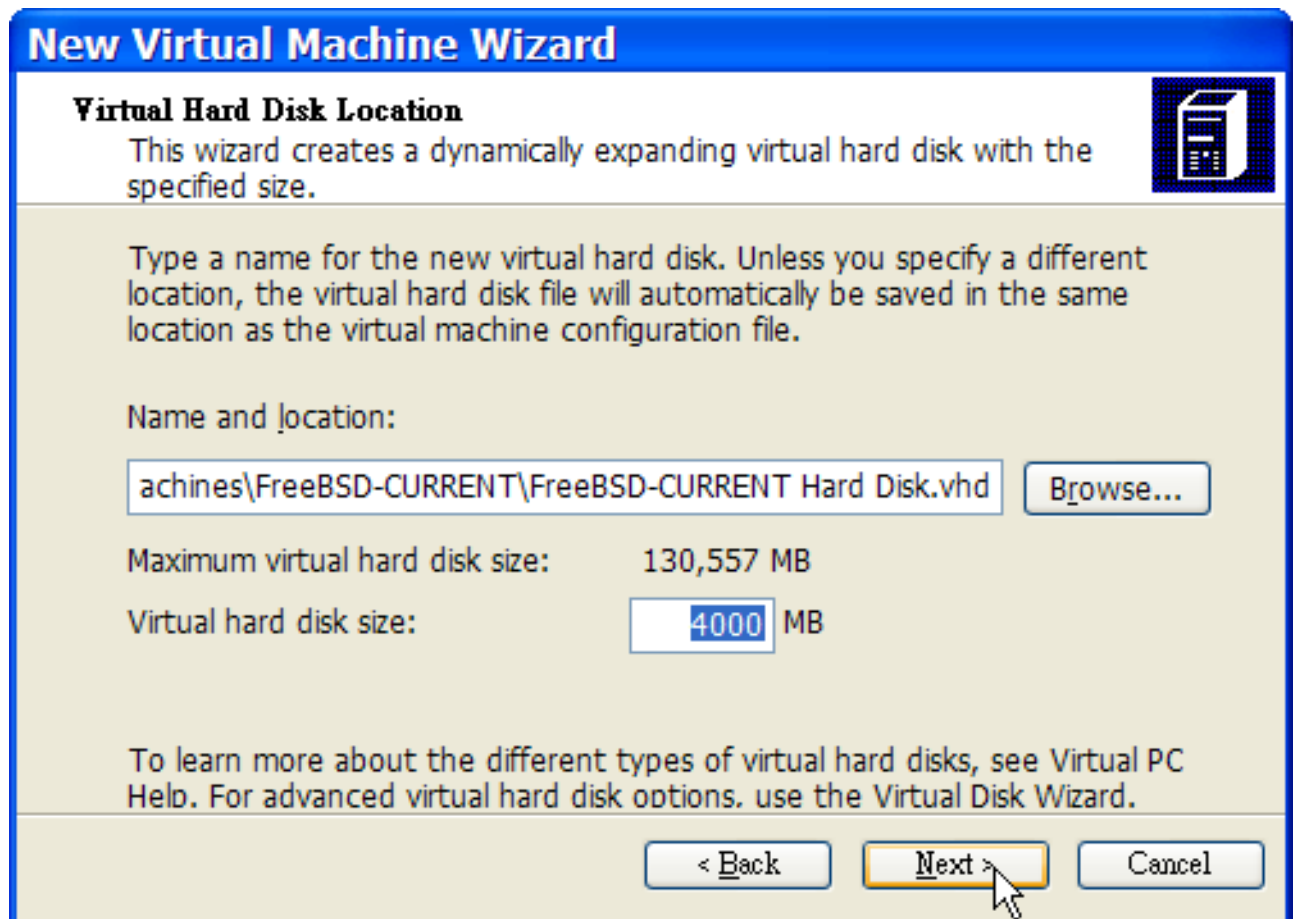 New Virtual Machine Wizard
Virtual Hard Disk Location
This wizard creates a dynamically expanding virtual hard disk with the
specified size.
Type a name for the new virtual hard disk. Unless you specify a different
location, the virtual hard disk file will automatically be saved in the same
location as the virtual machine configuration file.
Name and location:
achines\FreeBSD-CURRENT\FreeBSD-CURRENT Hard Disk.vhd Browse...
Maximum virtual hard disk size: 130,557 MB
Virtual hard disk size: 4000 MB
To learn more about the different types of virtual hard disks, see Virtual PC
Help. For advanced virtual hard disk options, use the Virtual Disk Wizard.
< Back Next > Cancel